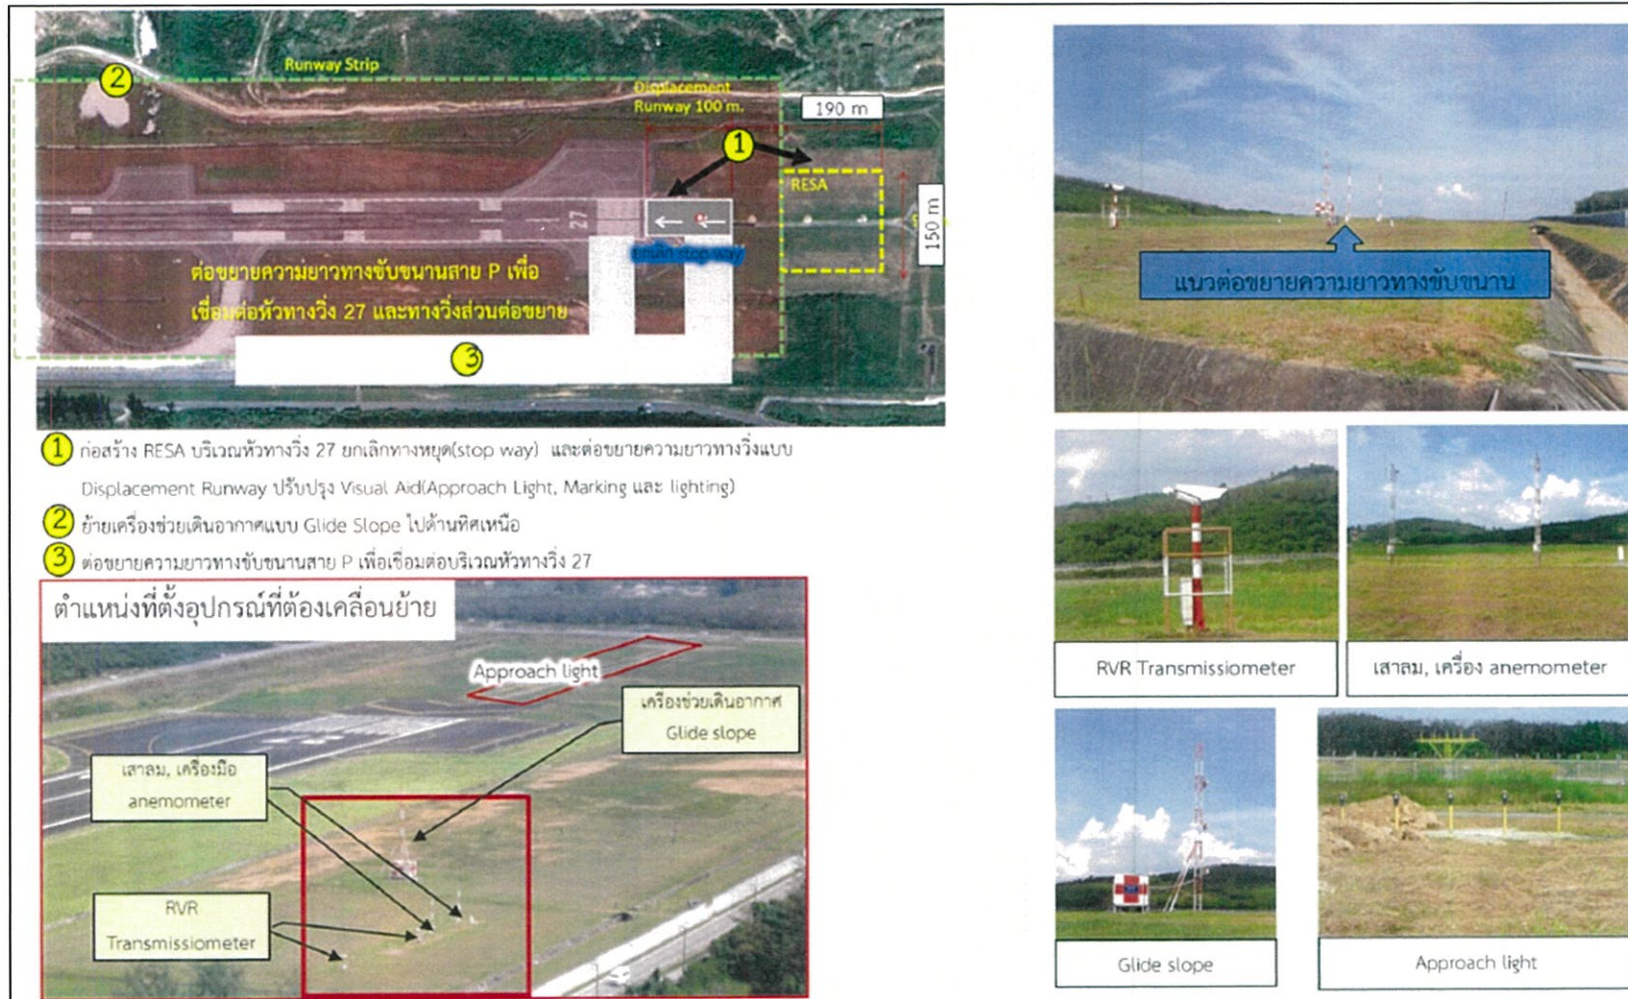 2
Runway Strip
Displacement
Runway 100 m.
190 m
1
RESA
150 m
27
ยกเลิก stop way
ต่อขยายความยาวทางขับขนานสาย P เพื่อ
เชื่อมต่อหัวทางวิ่ง 27 และทางวิ่งส่วนต่อขยาย
3
1 ก่อสร้าง RESA บริเวณหัวทางวิ่ง 27 ยกเลิกทางหยุด(stop way) และต่อขยายความยาวทางวิ่งแบบ
Displacement Runway ปรับปรุง Visual Aid(Approach Light, Marking และ lighting)
2 ย้ายเครื่องช่วยเดินอากาศแบบ Glide Slope ไปด้านทิศเหนือ
3 ต่อขยายความยาวทางขับขนานสาย P เพื่อเชื่อมต่อบริเวณหัวทางวิ่ง 27
ตำแหน่งที่ตั้งอุปกรณ์ที่ต้องเคลื่อนย้าย
Approach light
เครื่องช่วยเดินอากาศ
Glide slope
เสาลม, เครื่องมือ
anemometer
RVR
Transmissiometer
แนวต่อขยายความยาวทางขับขนาน
RVR Transmissiometer
เสาลม, เครื่อง anemometer
Glide slope
Approach light